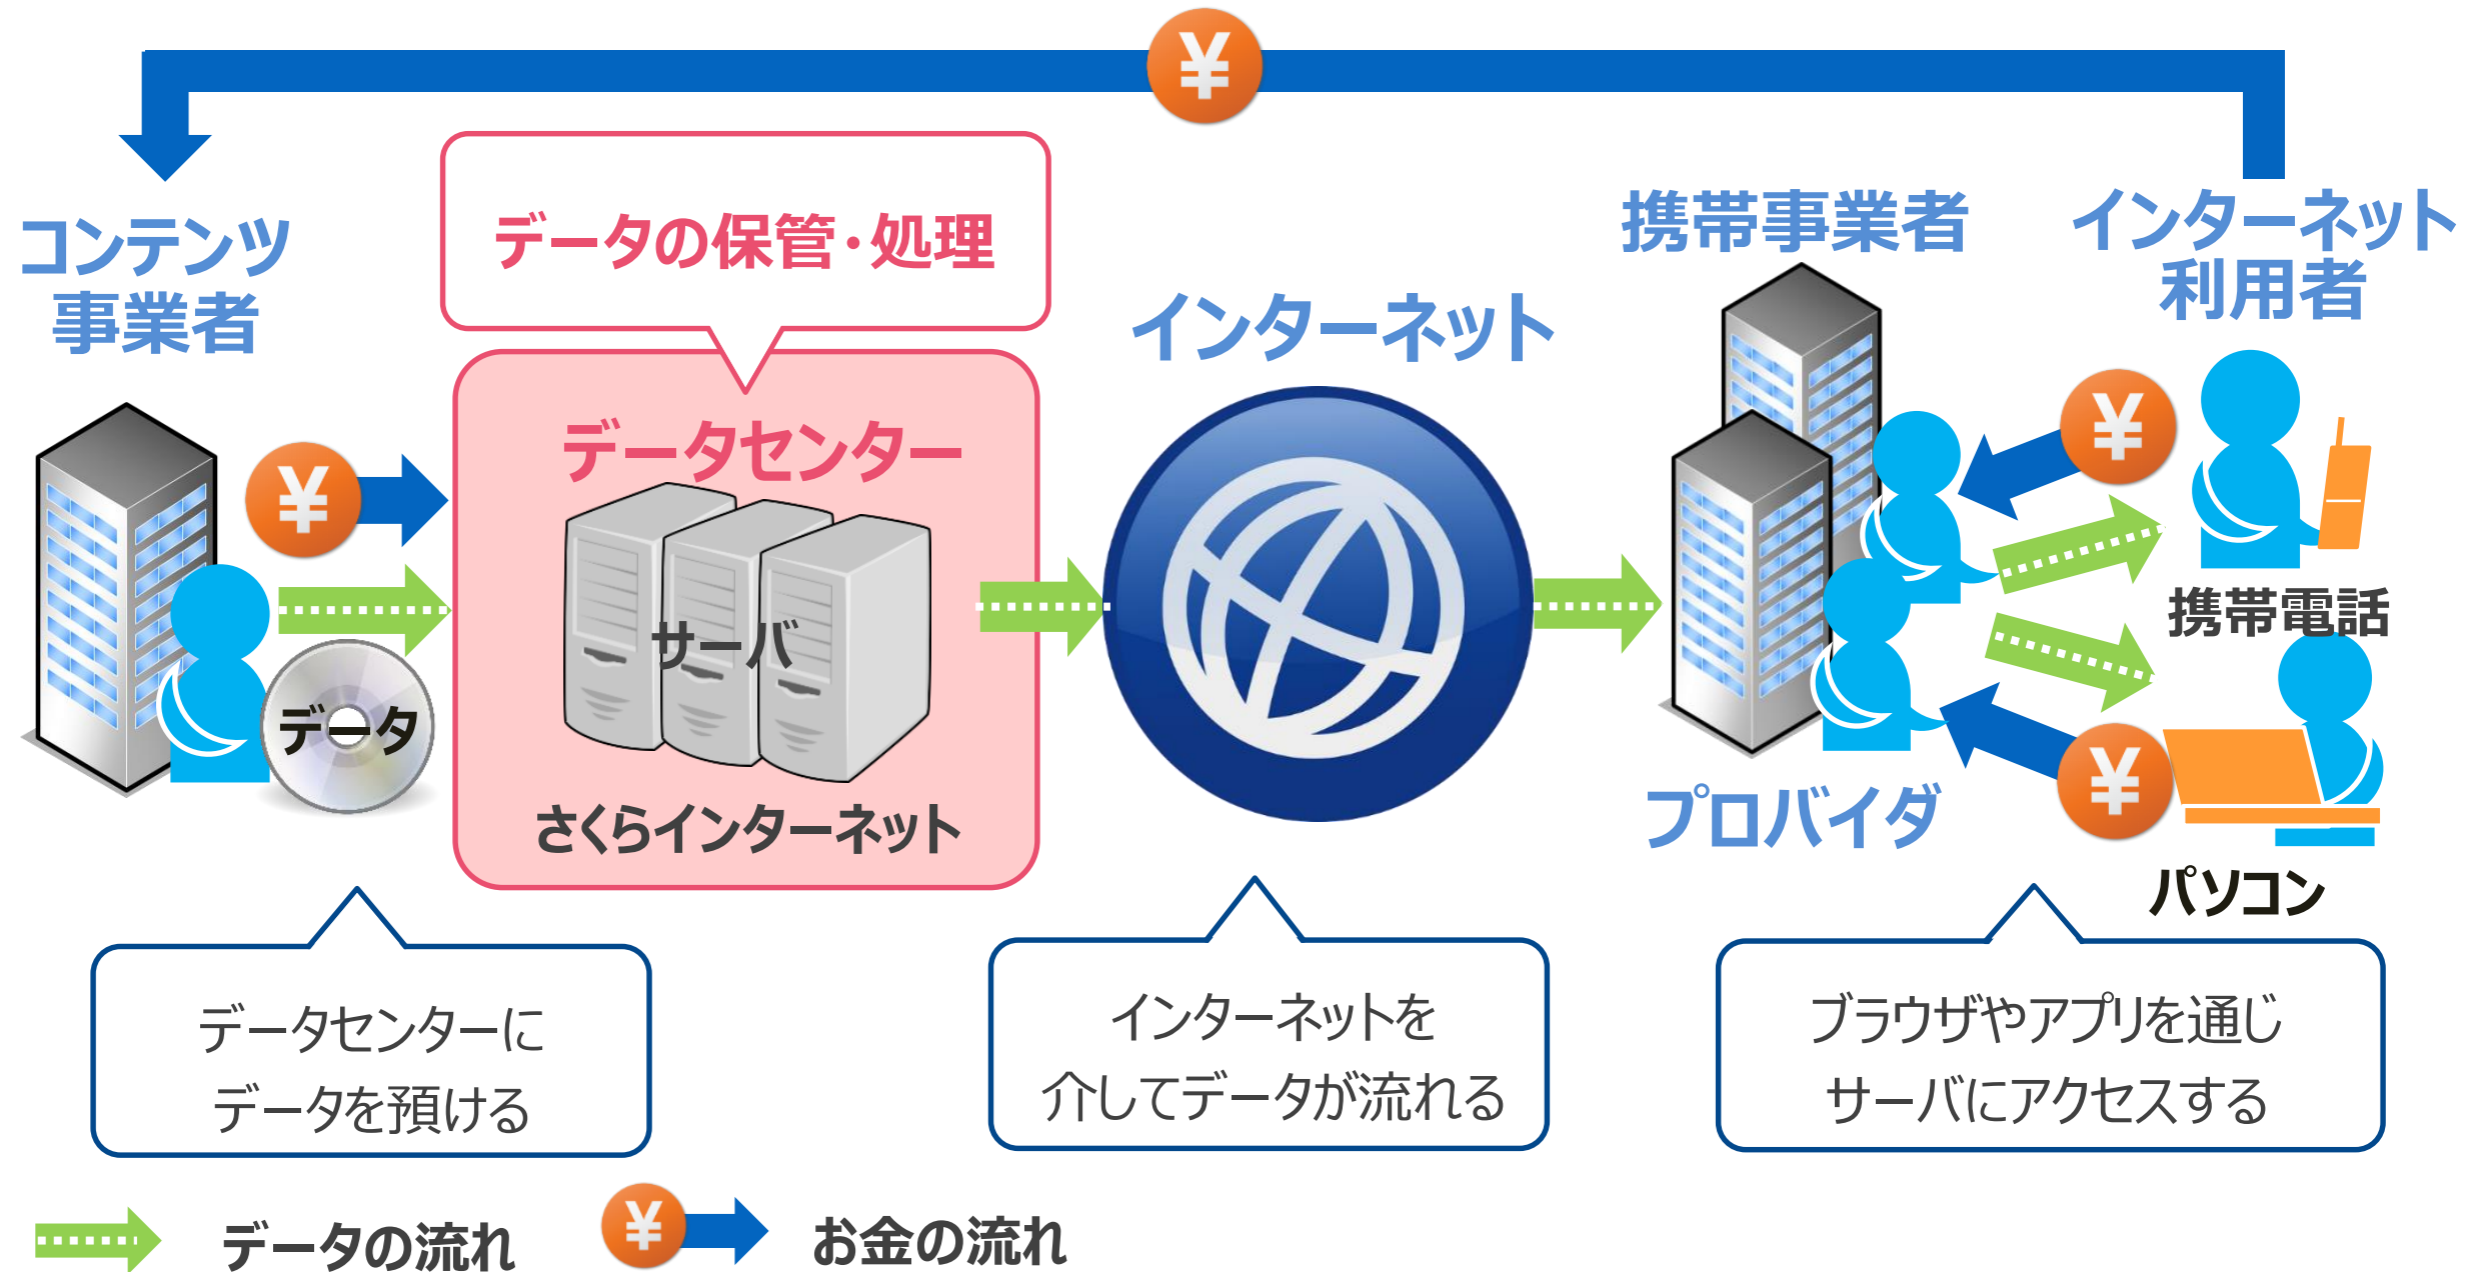 ¥
コンテンツ
事業者
データの保管・処理
携帯事業者
インターネット
利用者
インターネット
データセンター
¥
¥
サーバ
携帯電話
データ
さくらインターネット
プロバイダ
¥
パソコン
データセンターに
データを預ける
インターネットを
介してデータが流れる
ブラウザやアプリを通じ
サーバにアクセスする
データの流れ
¥
お金の流れ